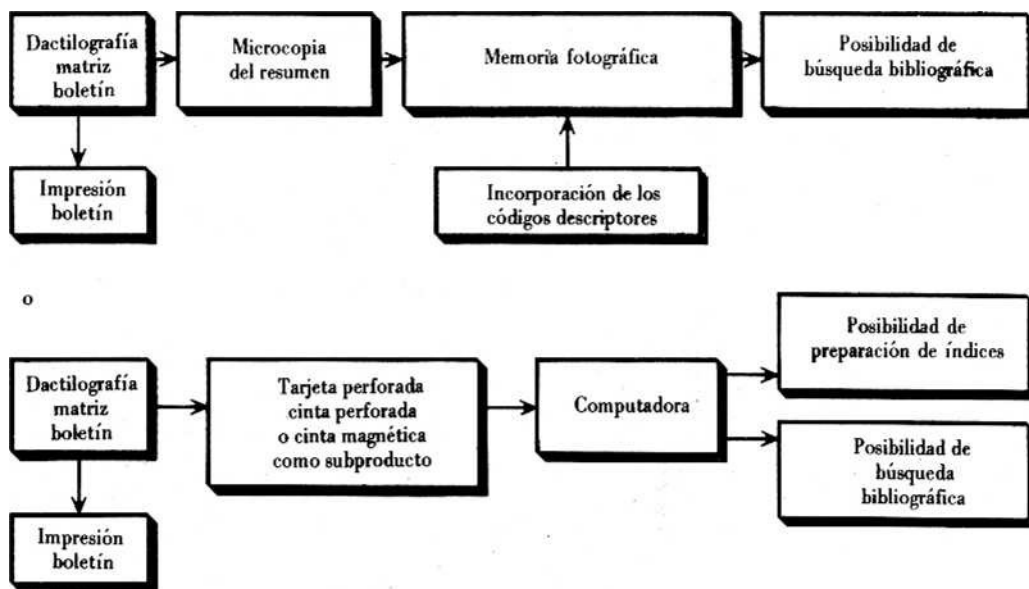 Dactilografía
matriz
boletín
Microcopia
del resumen
Memoria fotográfica
Posibilidad de
búsqueda bibliográfica
Impresión
boletín
Incorporación de los
códigos descriptores
o
Dactilografía
matriz
boletín
Tarjeta perforada
cinta perforada
o cinta magnética
como subproducto
Computadora
Posibilidad de
preparación de índices
Posibilidad de
búsqueda
bibliográfica
Impresión
boletín